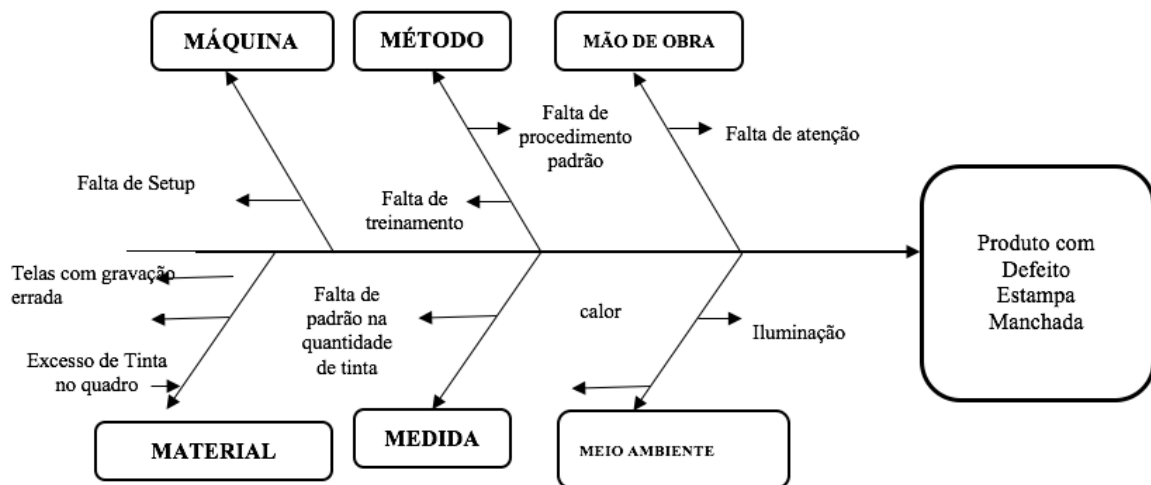 MÁQUINA
MÉTODO
MÃO DE OBRA
Falta de
procedimento
padrão
Falta de atenção
Falta de Setup
Falta de
treinamento
Produto com
Defeito
Estampa
Manchada
Telas com gravação
errada
Falta de
padrão na
quantidade
de tinta
calor
Iluminação
Excesso de Tinta
no quadro
MATERIAL
MEDIDA
MEIO AMBIENTE